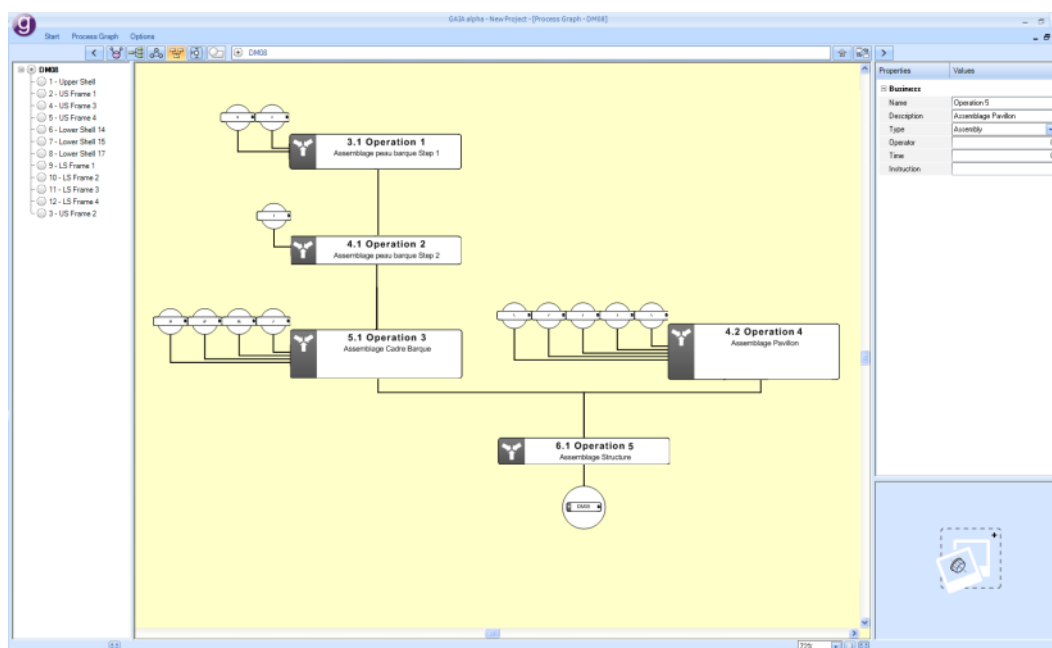 GAIA alpha - New Project - [Process Graph - DM08]
g
Start Process Graph Options
DM08
DM08
1 - Upper Shell
2 - US Frame 1
4 - US Frame 3
5 - US Frame 4
6 - Lower Shell 14
7 - Lower Shell 15
8 - Lower Shell 17
9 - LS Frame 1
10 - LS Frame 2
11 - LS Frame 3
12 - LS Frame 4
3 - US Frame 2
3.1 Operation 1
Assemblage peau barque Step 1
4.1 Operation 2
Assemblage peau barque Step 2
5.1 Operation 3
Assemblage Cadre Barque
4.2 Operation 4
Assemblage Pavillon
6.1 Operation 5
Assemblage Structure
DM08
Properties Values
Business
Name Operation 5
Description Assemblage Pavillon
Type Assembly
Operator
Time
Instruction
72%